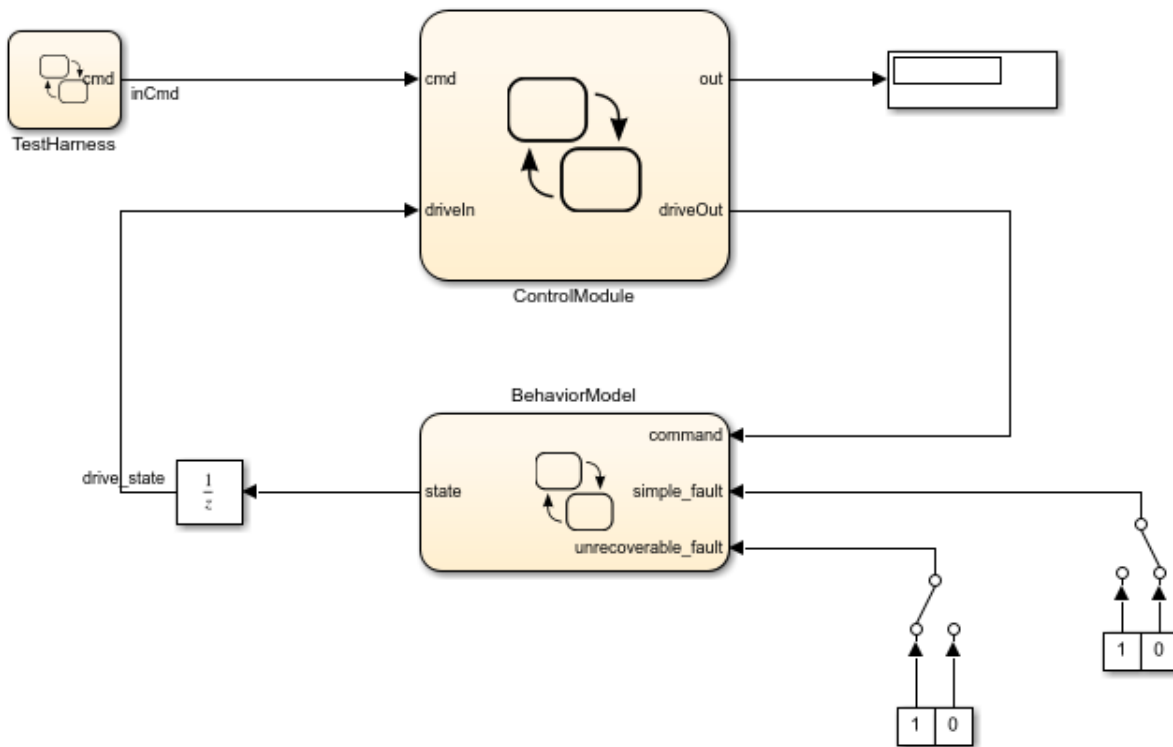 cmd
inCmd
TestHarness
cmd
out
driveIn
driveOut
ControlModule
BehaviorModel
command
drive_state
1
z
state
simple_fault
unrecoverable_fault
1 0
1 0